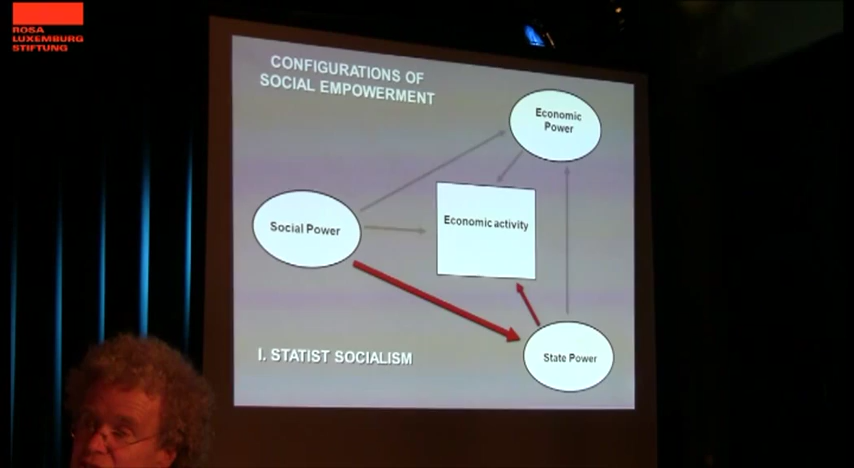 ROSA
LUXEMBURG
STIFTUNG
CONFIGURATIONS OF
SOCIAL EMPOWERMENT
Economic
Power
Social Power
Economic activity
I. STATIST SOCIALISM
State Power